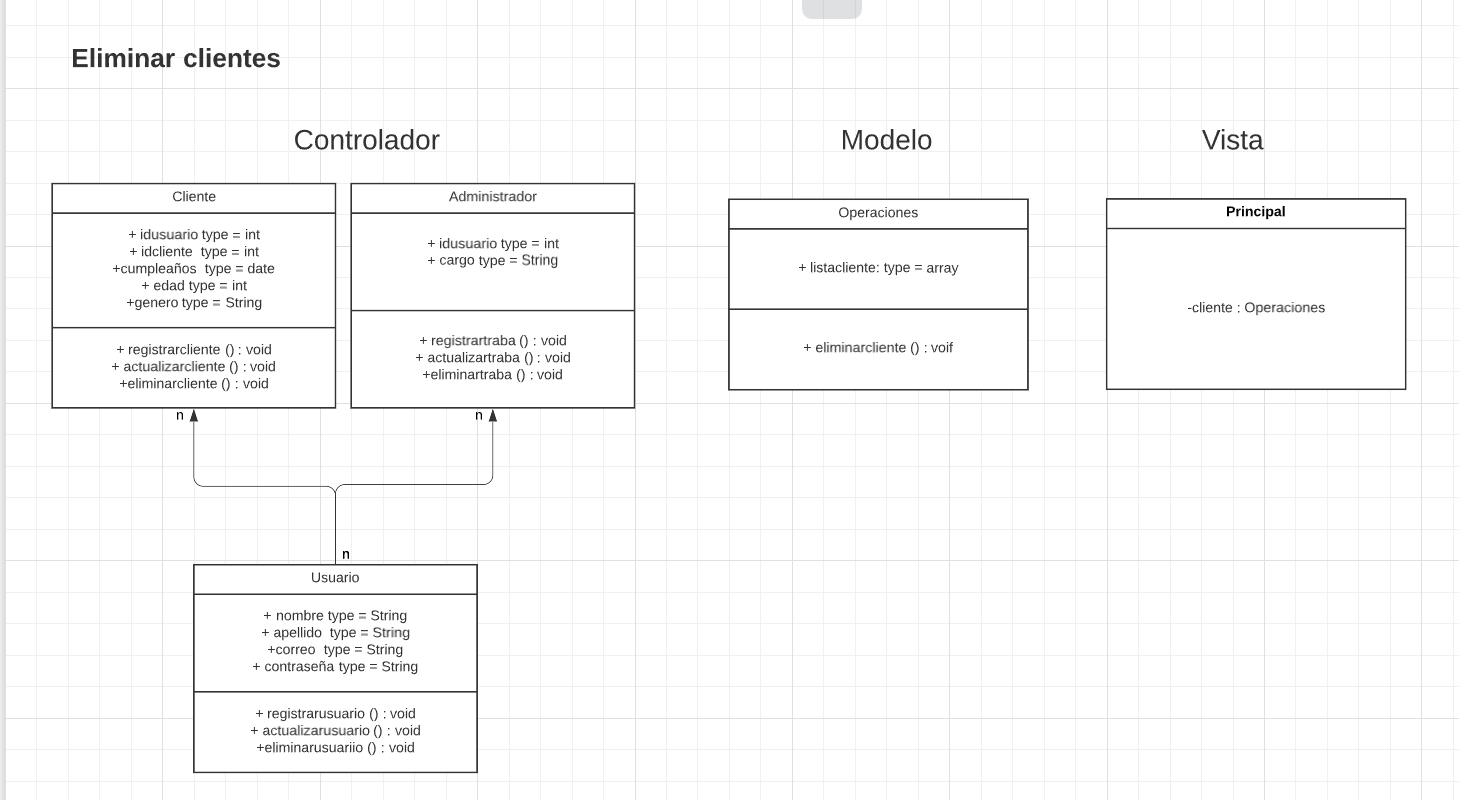 Eliminar clientes
Controlador
Modelo
Vista
Cliente
+ idusuario type = int
+ idcliente  type = int
+cumpleaños  type = date
+ edad type = int
+genero type = String
+ registrarcliente () : void
+ actualizarcliente () : void
+eliminarcliente () : void
n
Administrador
+ idusuario type = int
+ cargo type = String
+ registrartraba () : void
+ actualizartraba () : void
+eliminartraba () : void
n
Operaciones
+ listacliente: type = array
+ eliminarcliente () : voif
Principal
-cliente : Operaciones
n
Usuario
+ nombre type = String
+ apellido  type = String
+correo  type = String
+ contraseña type = String
+ registrarusuario () : void
+ actualizarusuario () : void
+eliminarusuariio () : void